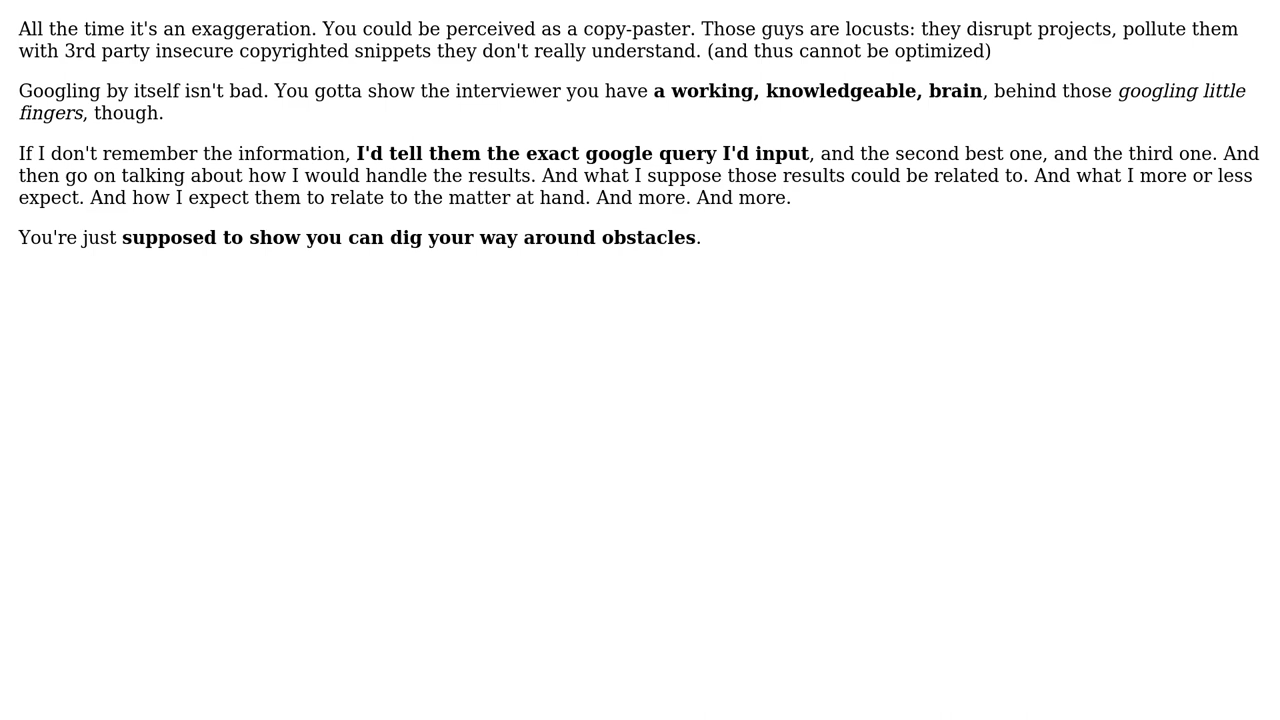 All the time it's an exaggeration. You could be perceived as a copy-paster. Those guys are locusts: they disrupt projects, pollute them
with 3rd party insecure copyrighted snippets they don't really understand. (and thus cannot be optimized)
Googling by itself isn't bad. You gotta show the interviewer you have a working, knowledgeable, brain, behind those googling little
fingers, though.
If I don't remember the information, I'd tell them the exact google query I'd input, and the second best one, and the third one. And
then go on talking about how I would handle the results. And what I suppose those results could be related to. And what I more or less
expect. And how I expect them to relate to the matter at hand. And more. And more.
You're just supposed to show you can dig your way around obstacles.